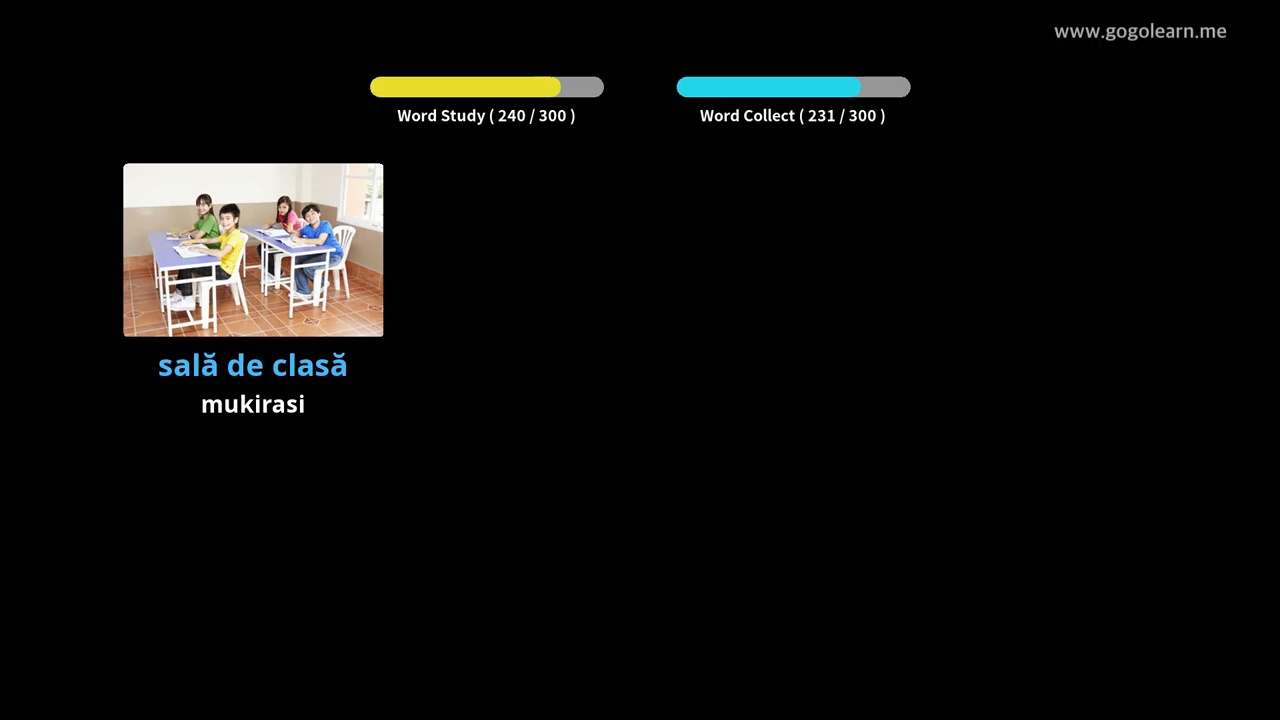 www.gogolearn.me
Word Study ( 240 / 300 )
Word Collect ( 231 / 300 )
sală de clasă
mukirasi